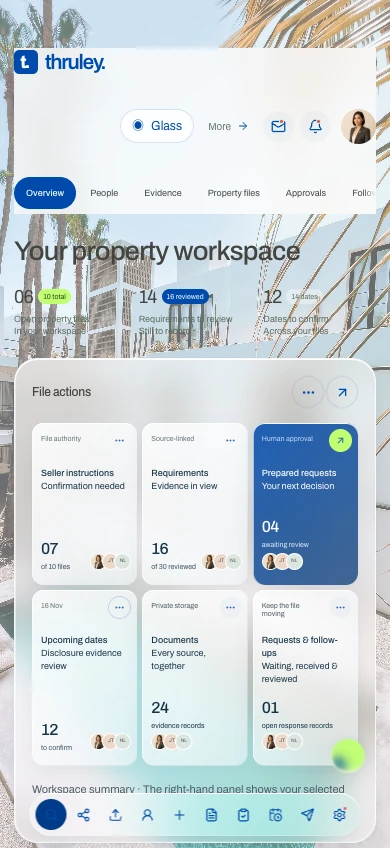 thruley.
Glass
More
Overview People Evidence Property files Approvals Follo
Your property workspace
06 10 total
14 16 reviewed
12 14 dates
Open property files
In your workspace
Requirements to review
Still to record
Dates to confirm
Across your files
File actions
File authority
Seller instructions
Confirmation needed
07
of 10 files
JT NL
Source-linked
Requirements
Evidence in view
16
of 30 reviewed
JT NL
Human approval
Prepared requests
Your next decision
04
awaiting review
JT NL
16 Nov
Upcoming dates
Disclosure evidence
review
12
to confirm
JT NL
Private storage
Documents
Every source,
together
24
evidence records
JT NL
Keep the file
moving
Requests & follow-
ups
Waiting, received &
reviewed
01
open response records
JT NL
Workspace summary · The right-hand panel shows your selected